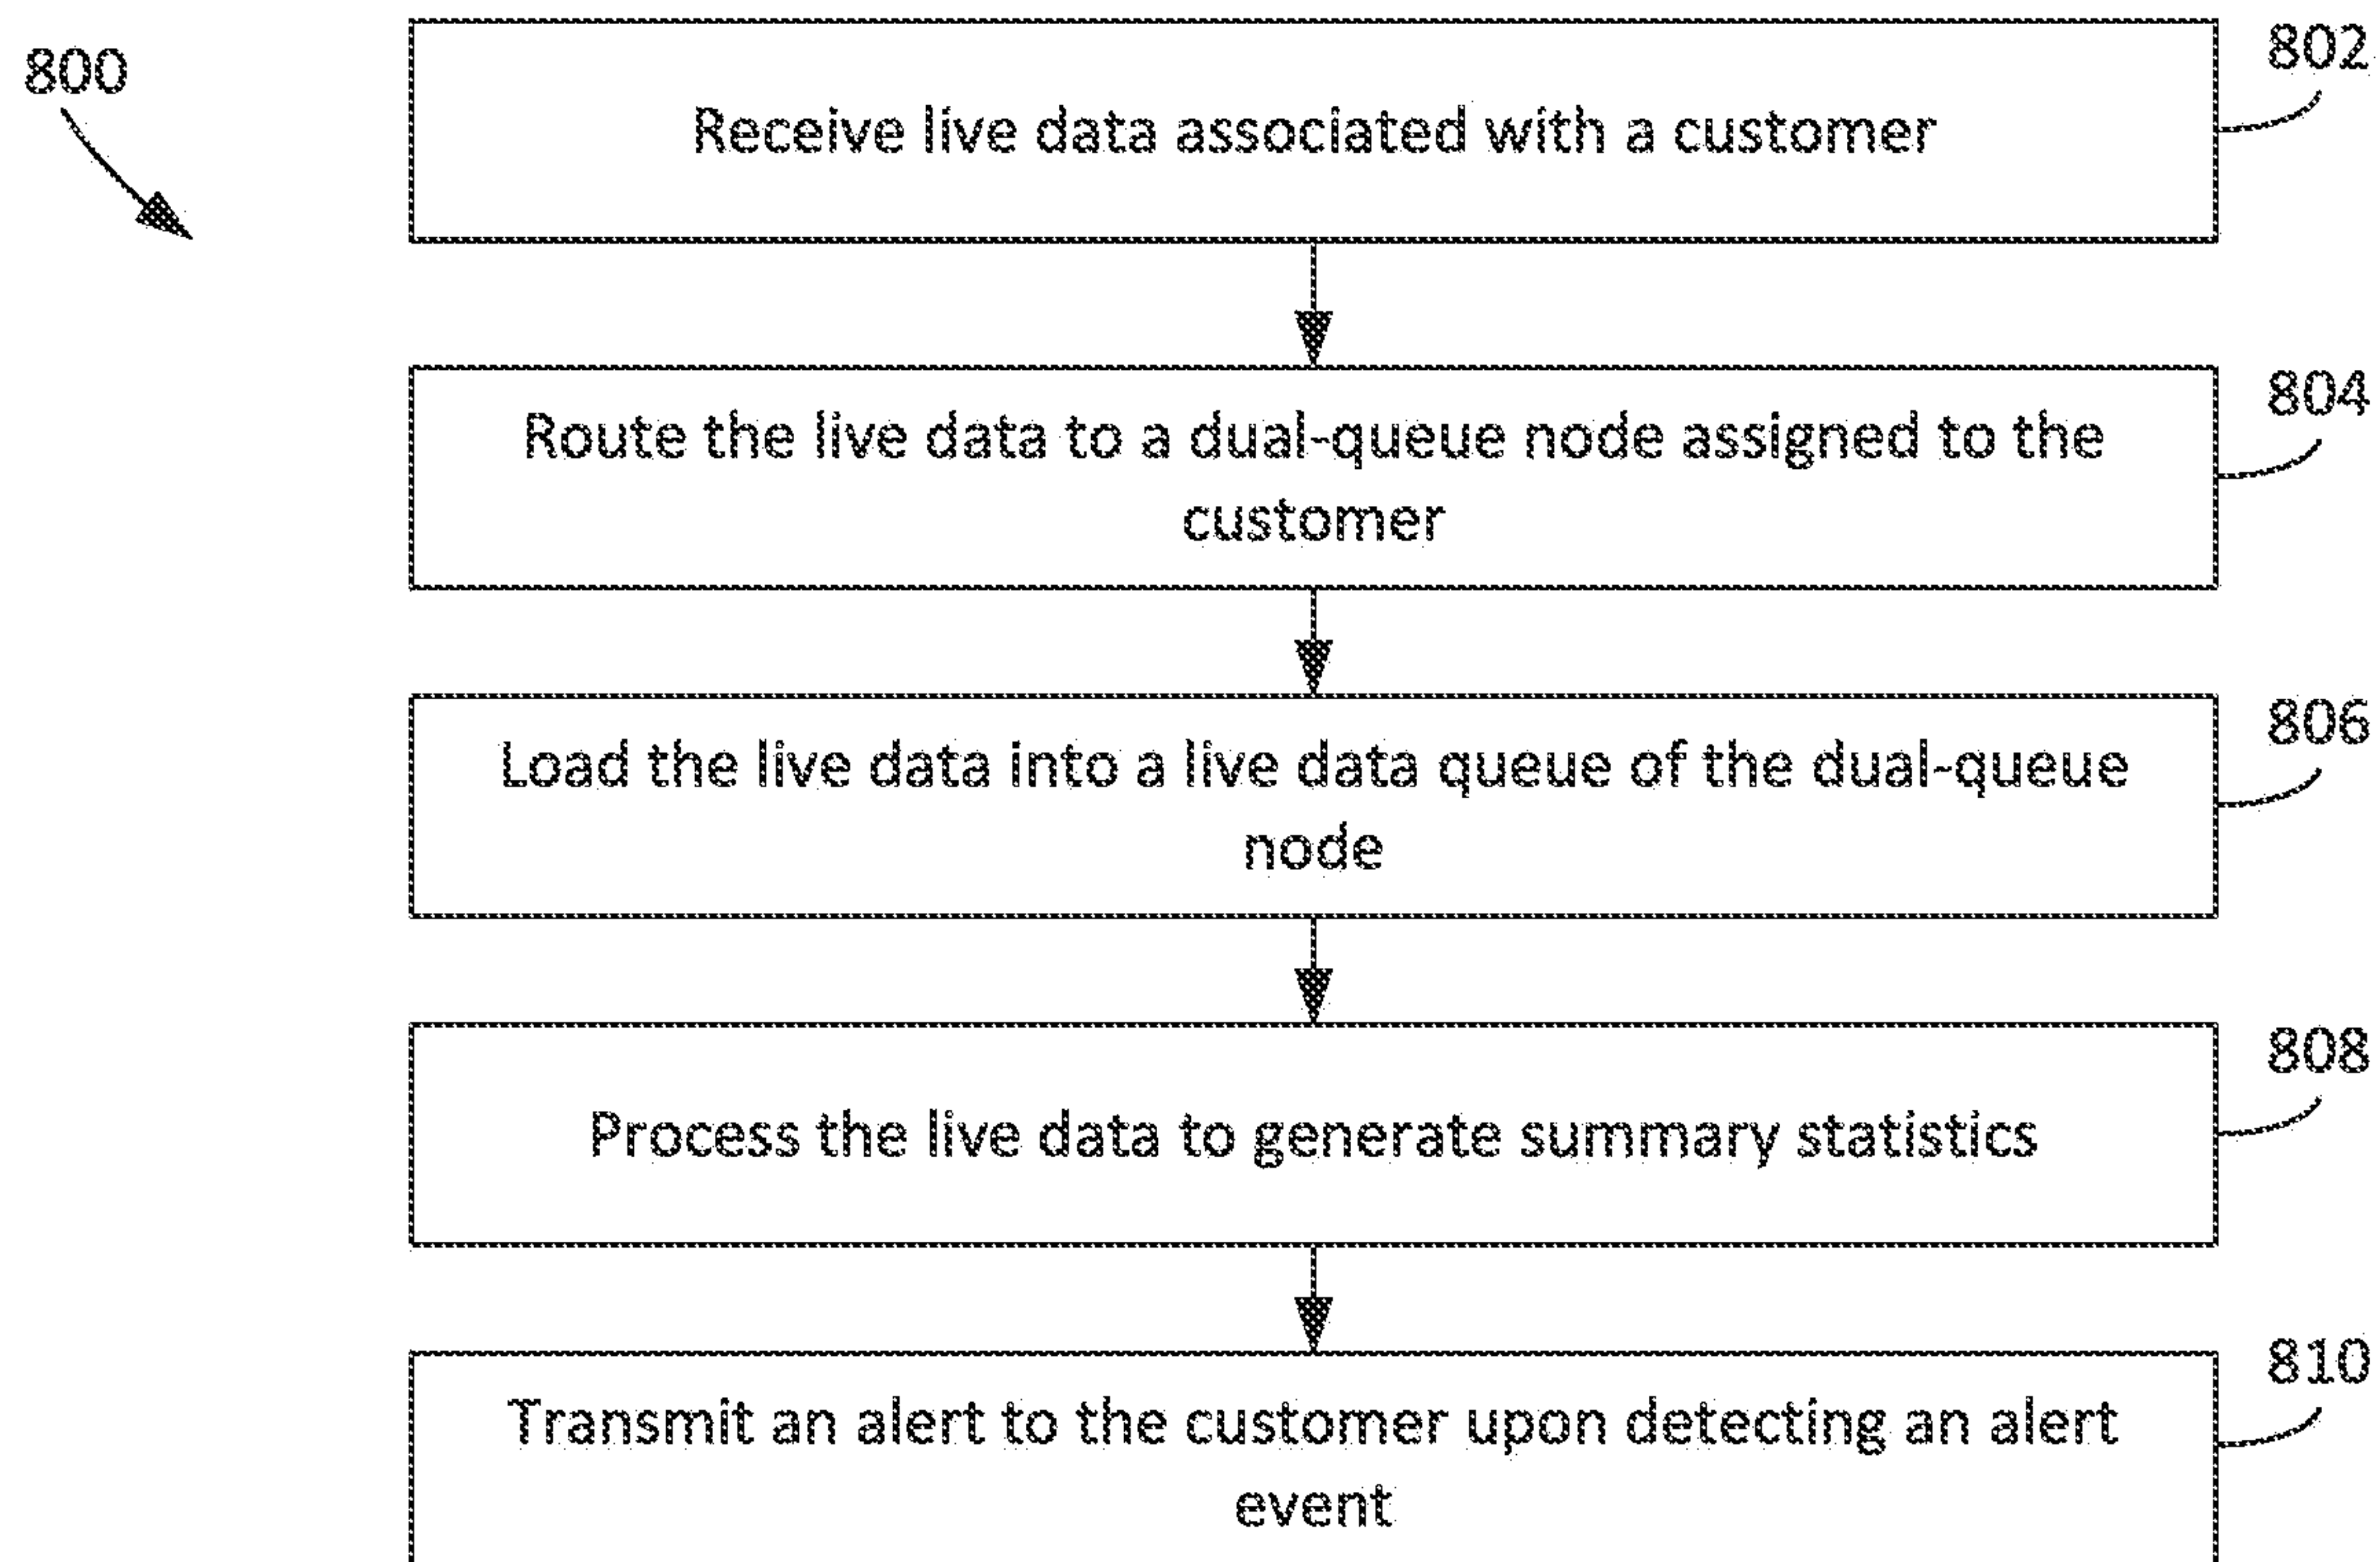 800
802
Receive live data associated with a customer
804
Route the live data to a dual-queue node assigned to the
customer
806
Load the live data into a live data queue of the dual-queue
node
808
Process the live data to generate summary statistics
810
Transmit an alert to the customer upon detecting an alert
event